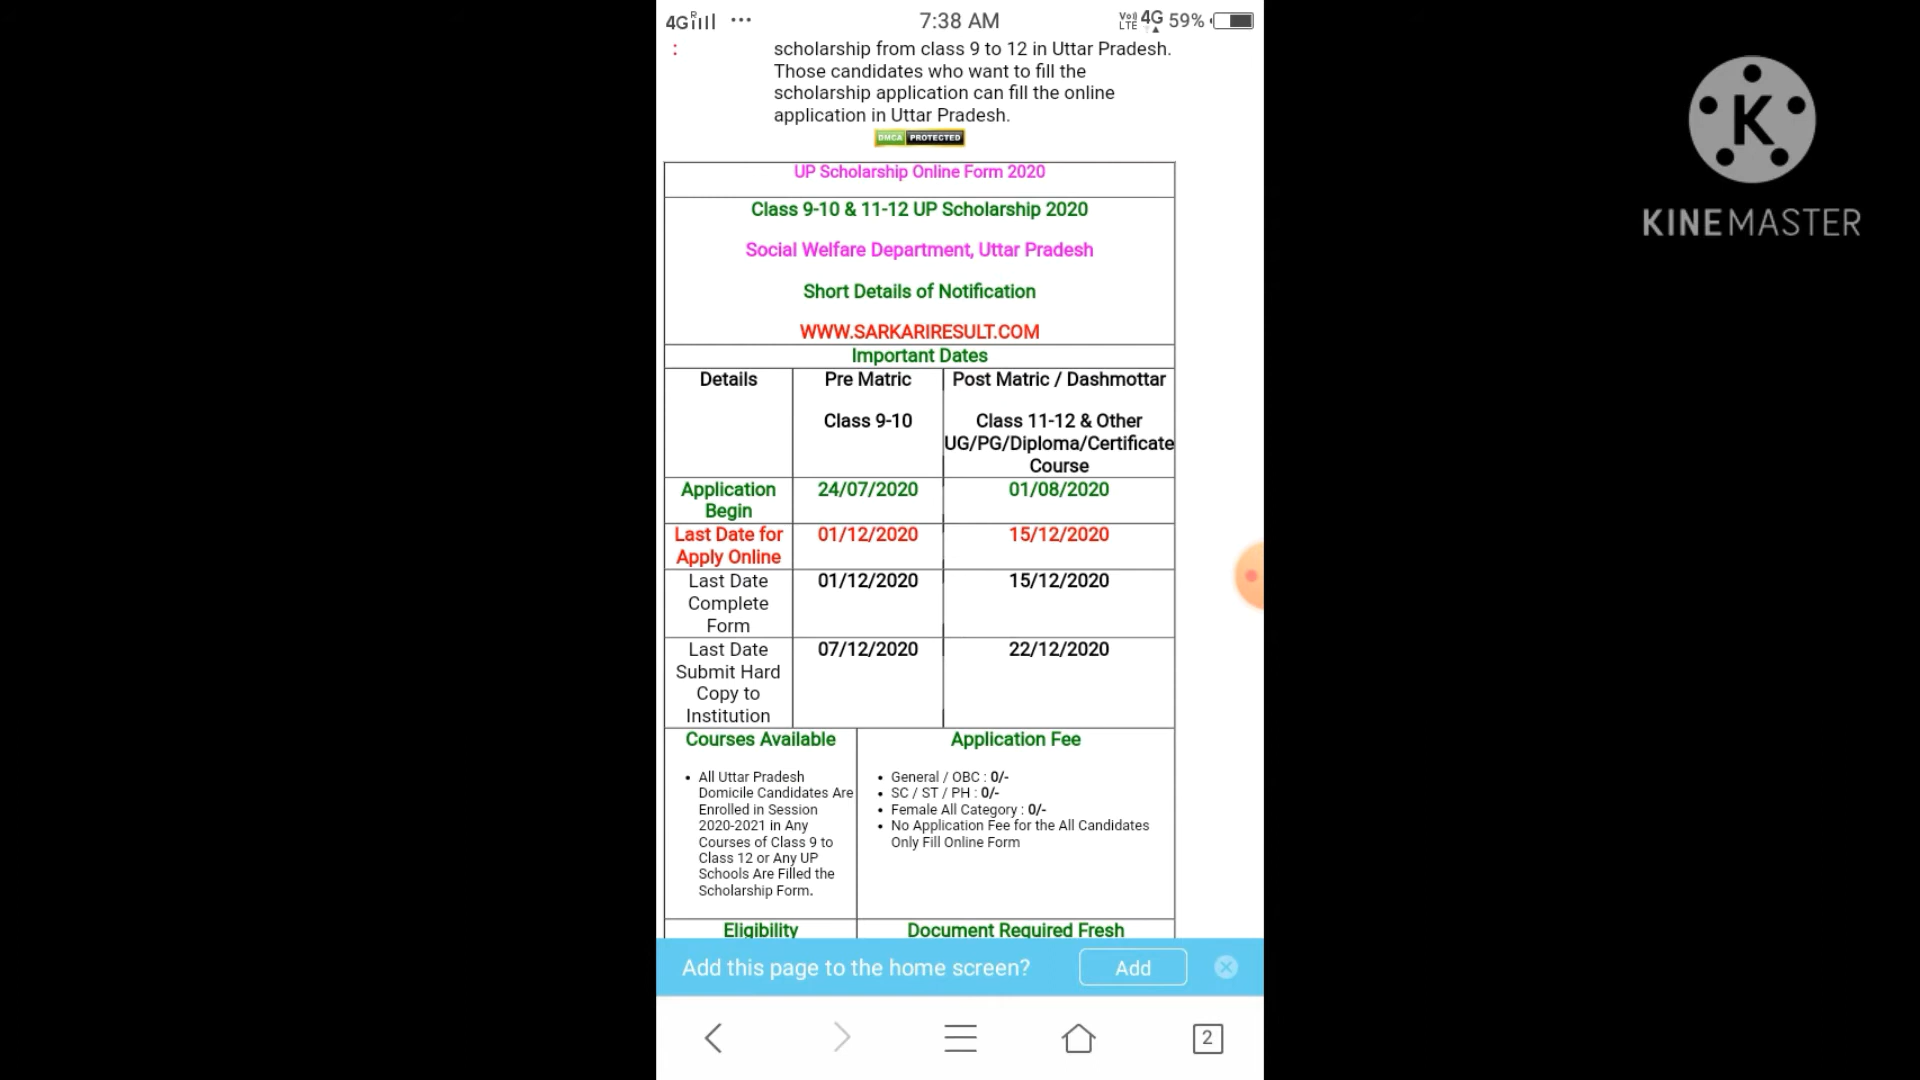 4G R
7:38 AM
VoI) LTE 4G 59%
: scholarship from class 9 to 12 in Uttar Pradesh.
Those candidates who want to fill the
scholarship application can fill the online
application in Uttar Pradesh.
DMCA PROTECTED
K
KINEMASTER
UP Scholarship Online Form 2020
Class 9-10 & 11-12 UP Scholarship 2020
Social Welfare Department, Uttar Pradesh
Short Details of Notification
WWW.SARKARIRESULT.COM
Important Dates
Details Pre Matric Post Matric / Dashmottar
Class 9-10 Class 11-12 & Other
UG/PG/Diploma/Certificate
Course
Application 24/07/2020 01/08/2020
Begin
Last Date for 01/12/2020 15/12/2020
Apply Online
Last Date 01/12/2020 15/12/2020
Complete
Form
Last Date 07/12/2020 22/12/2020
Submit Hard
Copy to
Institution
Courses Available
• All Uttar Pradesh
Domicile Candidates Are
Enrolled in Session
2020-2021 in Any
Courses of Class 9 to
Class 12 or Any UP
Schools Are Filled the
Scholarship Form.
Application Fee
• General / OBC : 0/-
• SC / ST / PH : 0/-
• Female All Category : 0/-
• No Application Fee for the All Candidates
Only Fill Online Form
Eligibility Document Required Fresh
Add this page to the home screen? Add
2